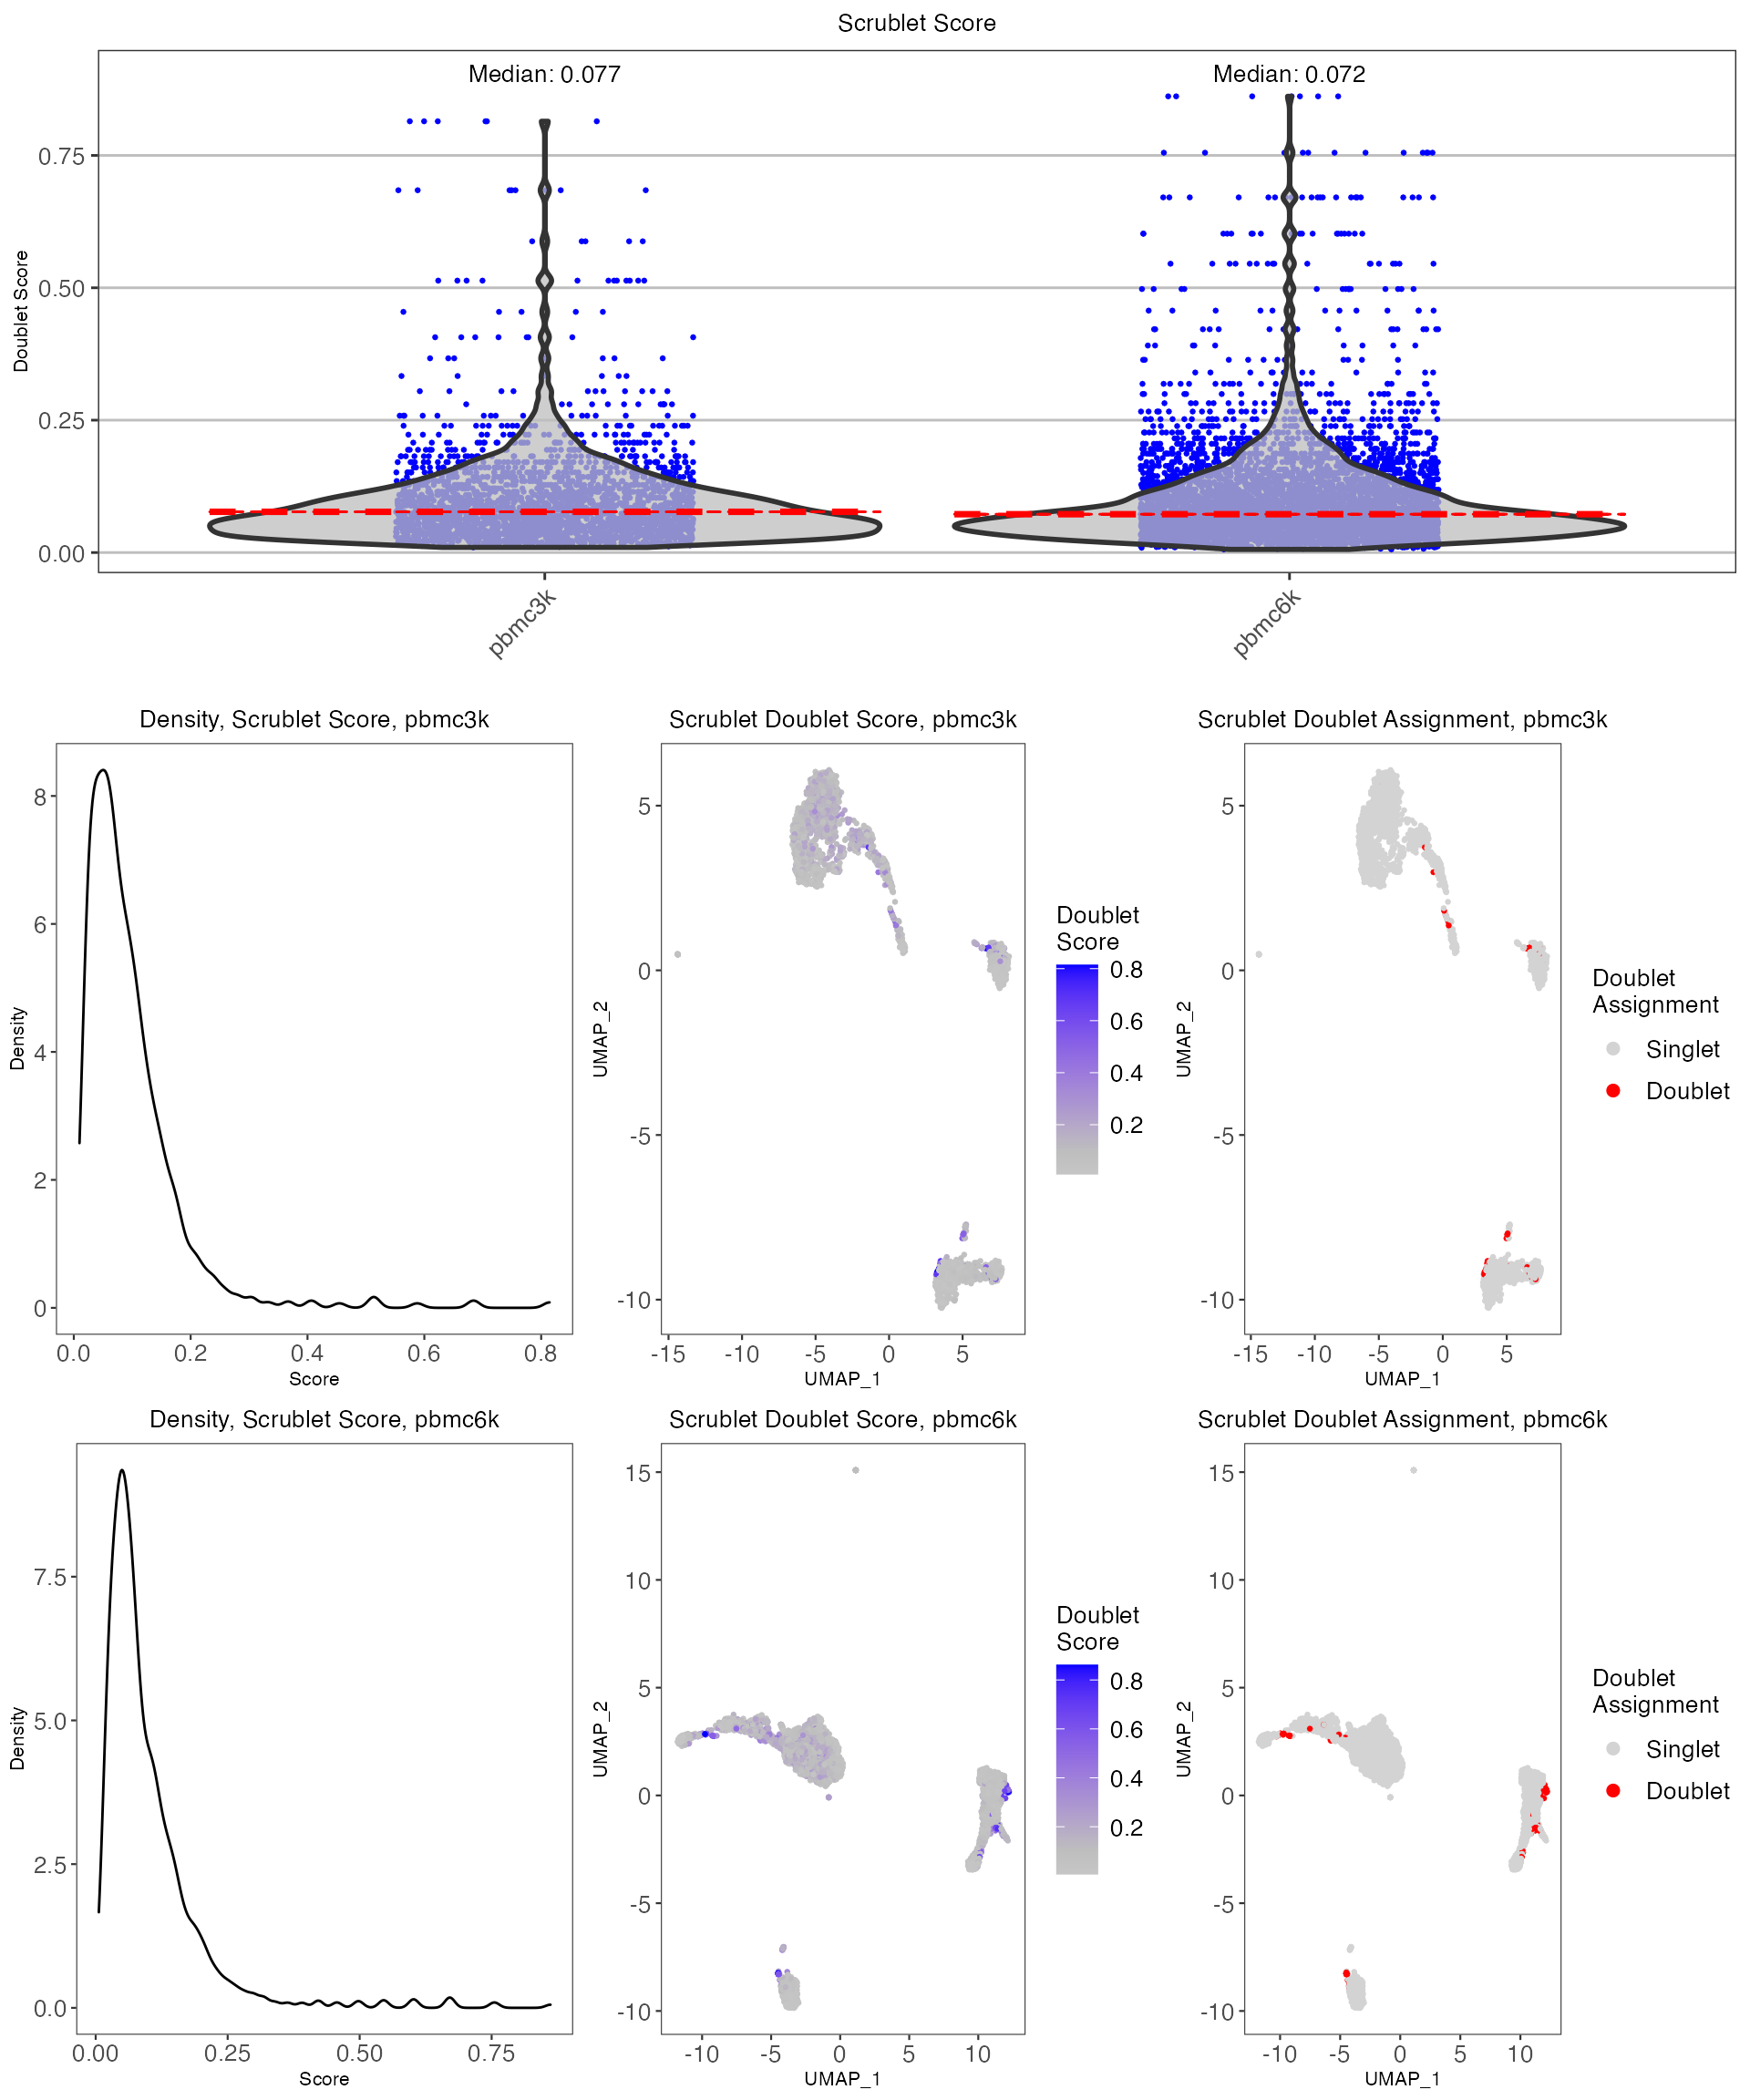 Scrublet Score
Median: 0.077
Median: 0.072
Doublet Score
0.75
0.50
0.25
0.00
pbmc3k
pbmc6k
Density, Scrublet Score, pbmc3k
Density
8
6
4
2
0
0.0 0.2 0.4 0.6 0.8
Score
Scrublet Doublet Score, pbmc3k
UMAP_2
5
0
-5
-10
-15 -10 -5 0 5
UMAP_1
Doublet
Score
0.8
0.6
0.4
0.2
Scrublet Doublet Assignment, pbmc3k
UMAP_2
5
0
-5
-10
-15 -10 -5 0 5
UMAP_1
Doublet
Assignment
Singlet
Doublet
Density, Scrublet Score, pbmc6k
Density
7.5
5.0
2.5
0.0
0.00 0.25 0.50 0.75
Score
Scrublet Doublet Score, pbmc6k
UMAP_2
15
10
5
0
-5
-10
-10 -5 0 5 10
UMAP_1
Doublet
Score
0.8
0.6
0.4
0.2
Scrublet Doublet Assignment, pbmc6k
UMAP_2
15
10
5
0
-5
-10
-10 -5 0 5 10
UMAP_1
Doublet
Assignment
Singlet
Doublet